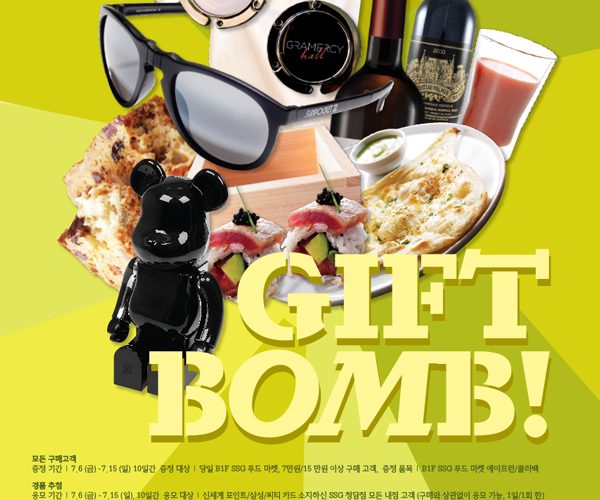 GRAMERCY
hall
2000
GIFT
BOMB!
모든 구매고객
증정 기간 | 7, 6 (금) - 7, 15 (일) 10일간 증정 대상 | 당일 B1F SSG 푸드 마켓, 7만원/15 만원 이상 구매 고객, 증정 품목 | B1F SSG 푸드 마켓 에이프런/쿨러백
경품 추첨
응모 기간 | 7, 6 (금) - 7, 15 (일), 10일간 응모 대상 | 신세계 포인트/삼성/씨티 카드 소지하신 SSG 청담점 모든 내점 고객 (구매와 상관없이 응모 가능, 1일/1회 한)